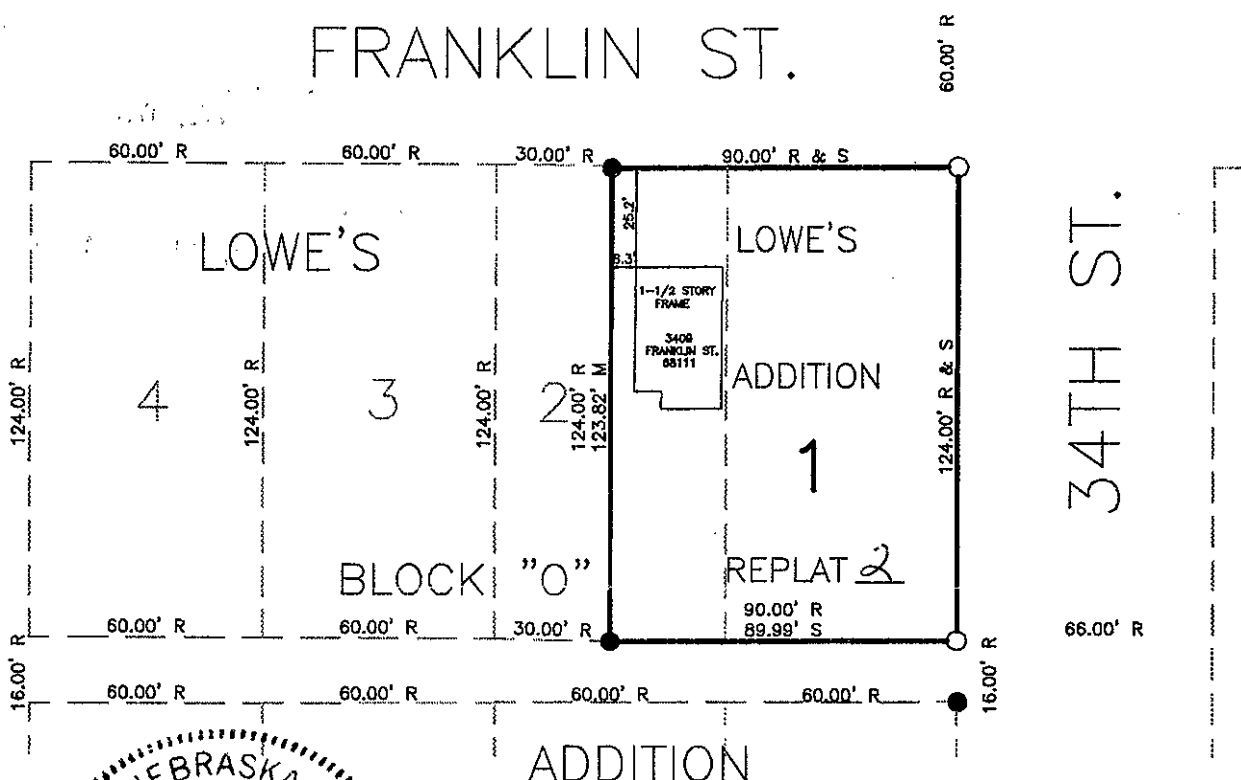 FRANKLIN ST.
60.00' R
60.00' R
60.00' R
30.00' R
90.00' R & S
25.2'
LOWE'S
LOWE'S
34TH ST.
1-1/2 STORY
FRAME
3409
FRANKLIN ST.
68111
124.00' R
4
124.00' R
3
124.00' R
2
124.00' R
123.82' M
ADDITION
1
124.00' R & S
BLOCK "O"
REPLAT 2
90.00' R
89.99' S
60.00' R
60.00' R
30.00' R
66.00' R
16.00' R
60.00' R
60.00' R
60.00' R
60.00' R
16.00' R
ADDITION
NEBRASKA